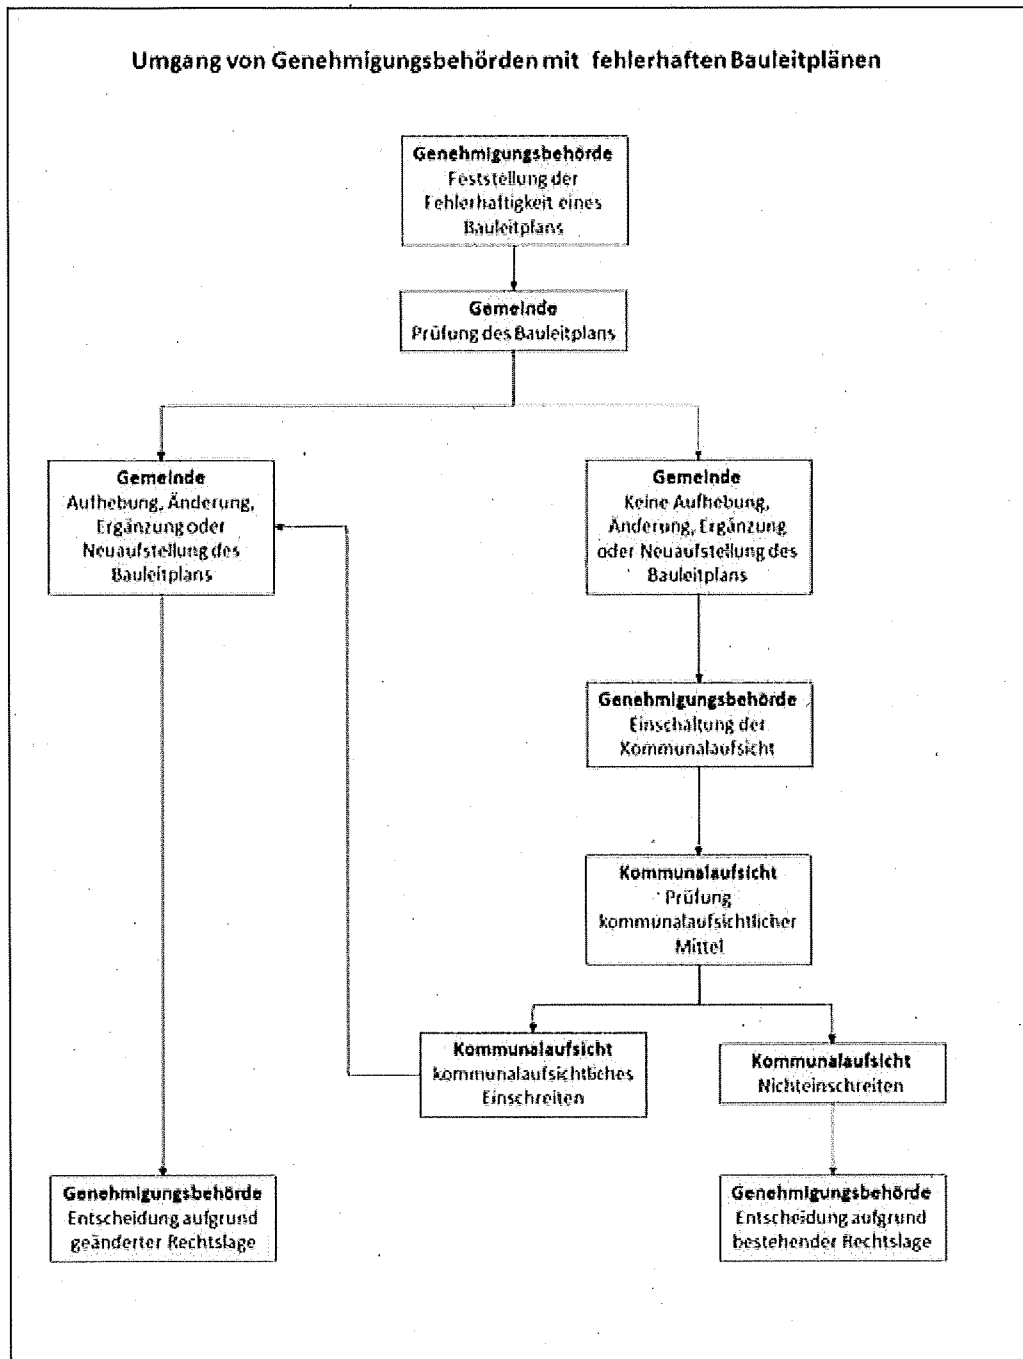 Umgang von Genehmigungsbehörden mit fehlerhaften Bauleitplänen
Genehmigungsbehörde
Feststellung der
Fehlerhaftigkeit eines
Bauleitplans
Gemeinde
Prüfung des Bauleitplans
Gemeinde
Aufhebung, Änderung,
Ergänzung oder
Neuaufstellung des
Bauleitplans
Gemeinde
Keine Aufhebung,
Änderung, Ergänzung
oder Neuaufstellung des
Bauleitplans
Genehmigungsbehörde
Einschaltung der
Kommunalaufsicht
Kommunalaufsicht
Prüfung
kommunalaufsichtlicher
Mittel
Kommunalaufsicht
kommunalaufsichtliches
Einschreiten
Kommunalaufsicht
Nichteinschreiten
Genehmigungsbehörde
Entscheidung aufgrund
geänderter Rechtslage
Genehmigungsbehörde
Entscheidung aufgrund
bestehender Rechtslage